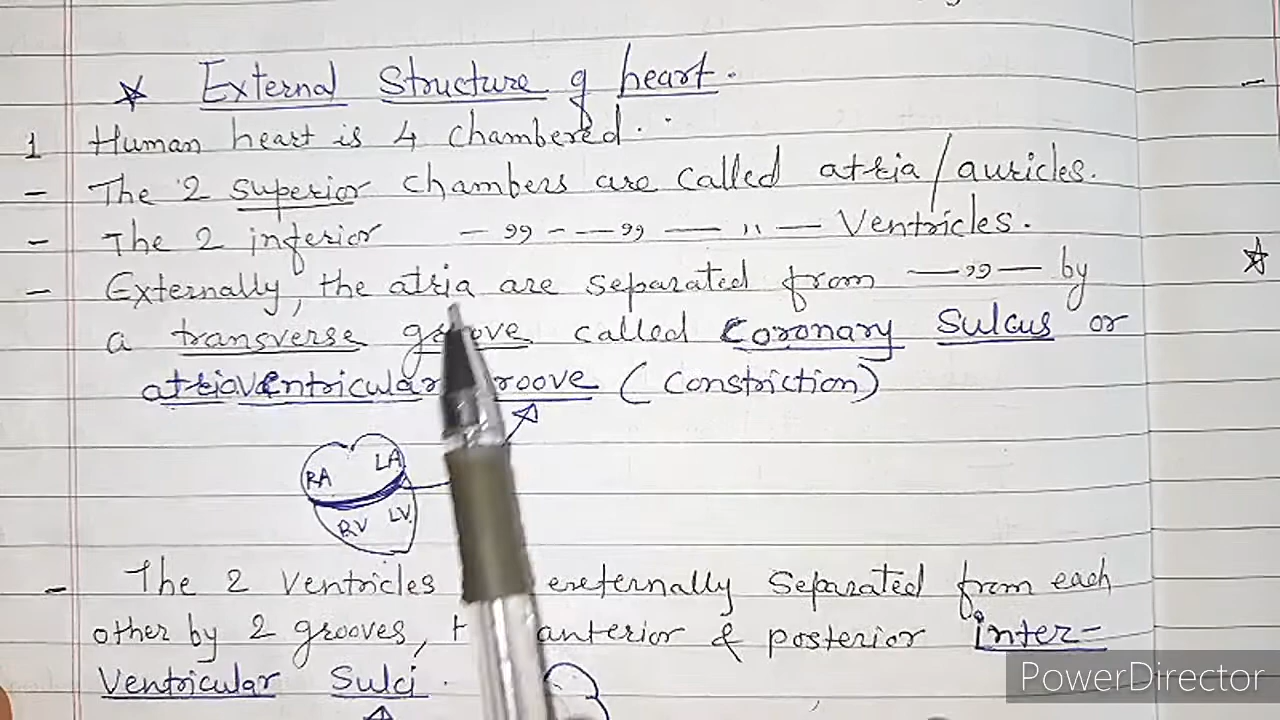 ☆ External Structure of heart.
1 Human heart is 4 chambered.
- The 2 superior chambers are called atria/auricles.
- The 2 inferior - ,, - - - ,, - - ,, - Ventricles.
- Externally, the atria are separated from - ,, - by
a transverse groove called Coronary Sulcus or
atrioventricular groove (Constriction)
RA LA
RV LV
- The 2 ventricles externally separated from each
other by 2 grooves, anterior & posterior inter-
Ventricular Sulci.
PowerDirector